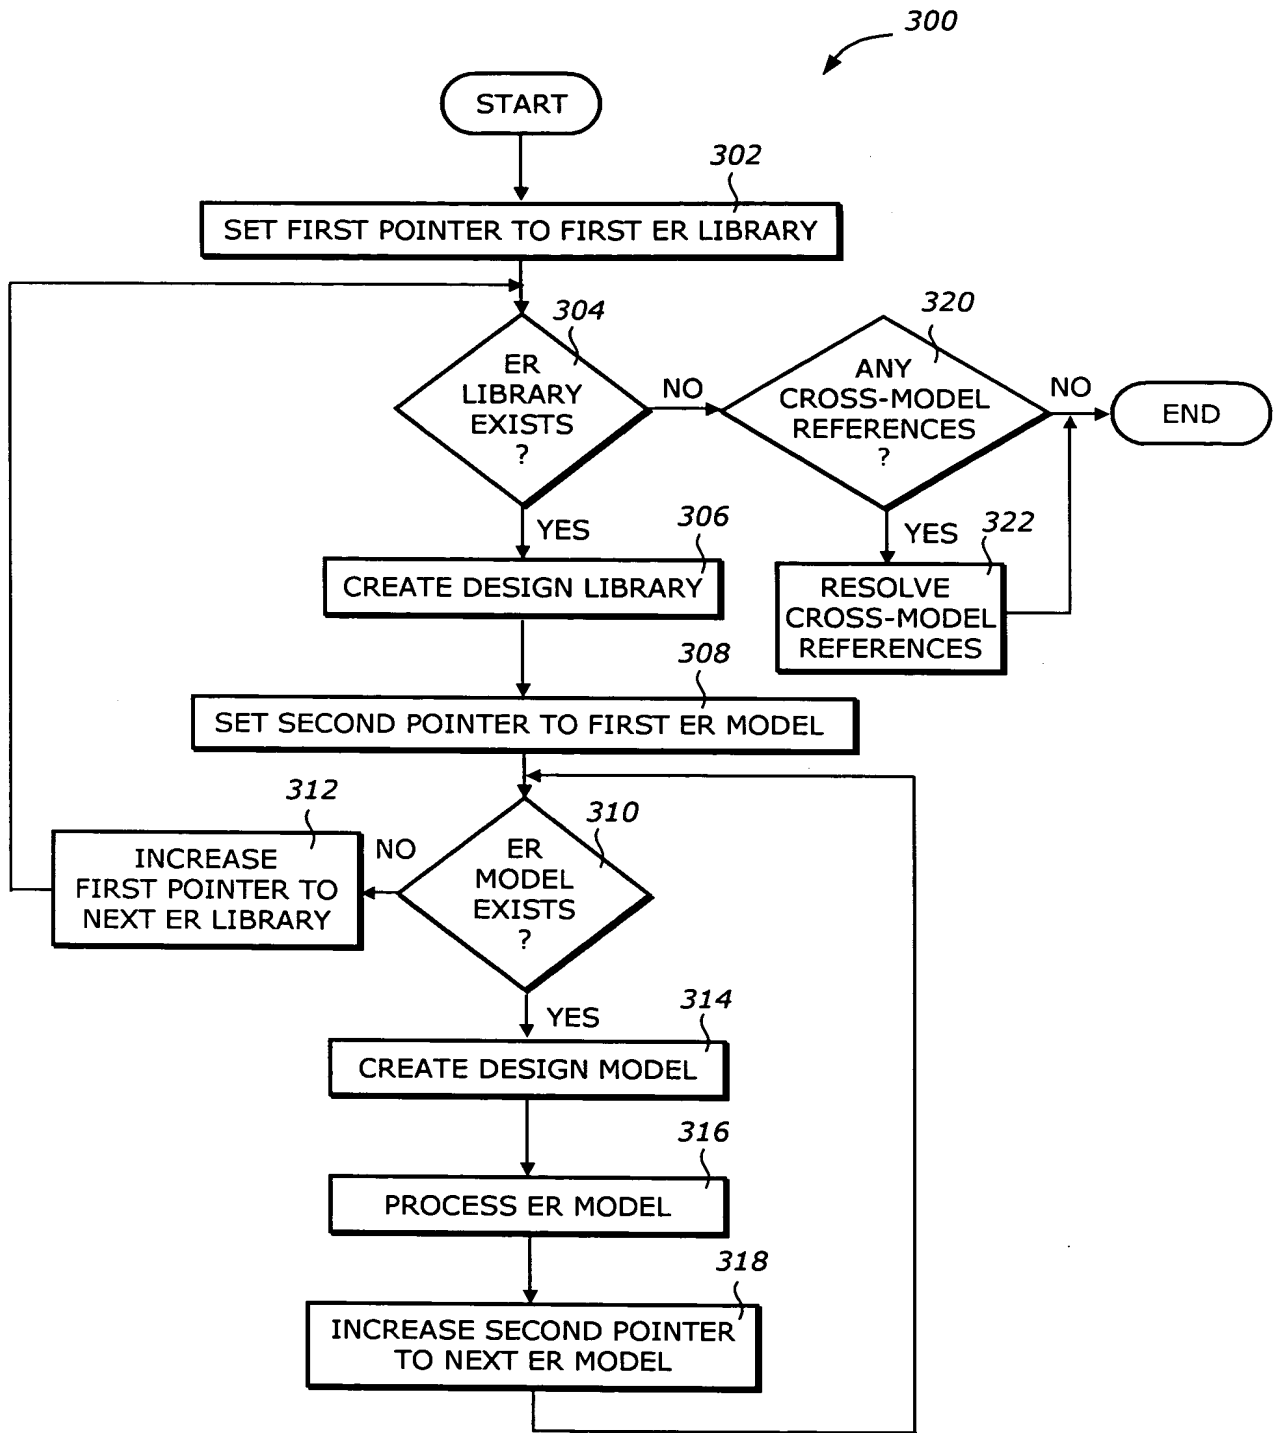 300
START
302
SET FIRST POINTER TO FIRST ER LIBRARY
304
ER
LIBRARY
EXISTS
?
NO
320
ANY
CROSS-MODEL
REFERENCES
?
NO
END
YES
306
CREATE DESIGN LIBRARY
YES
322
RESOLVE
CROSS-MODEL
REFERENCES
308
SET SECOND POINTER TO FIRST ER MODEL
312
INCREASE
FIRST POINTER TO
NEXT ER LIBRARY
NO
310
ER
MODEL
EXISTS
?
YES
314
CREATE DESIGN MODEL
316
PROCESS ER MODEL
318
INCREASE SECOND POINTER
TO NEXT ER MODEL